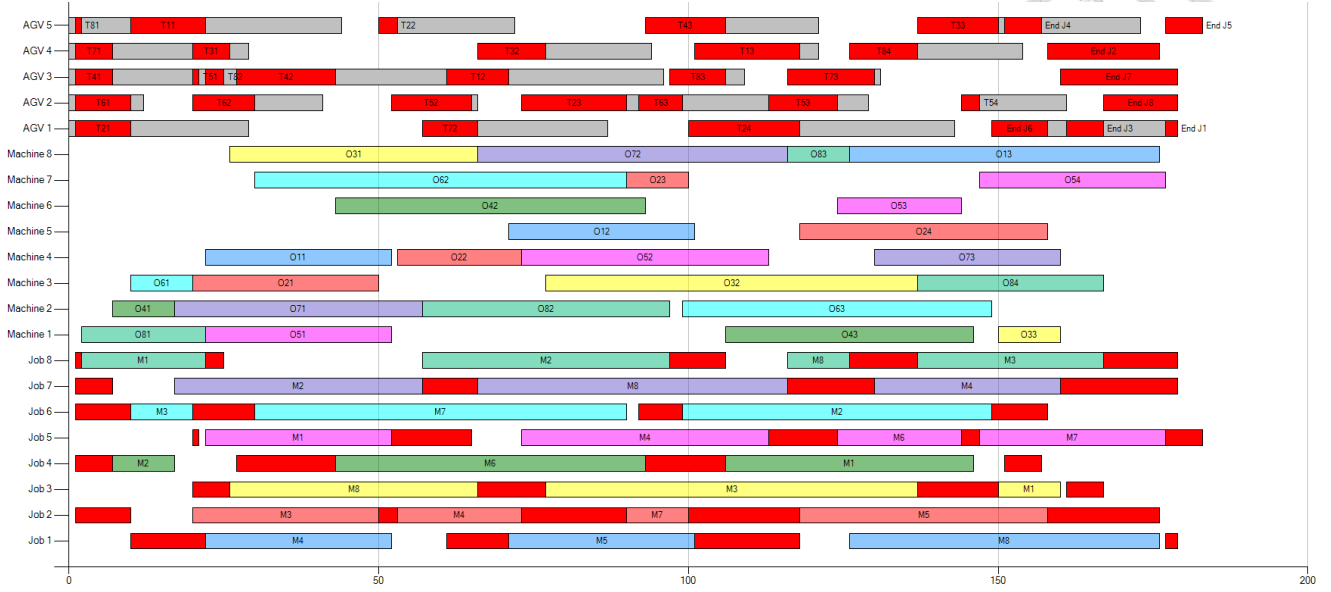 AGV 5 T81 T11 T22 T43 T33 End J4 End J5
AGV 4 T71 T31 T32 T13 T84 End J2
AGV 3 T41 T51 T82 T42 T12 T83 T73 End J7
AGV 2 T61 T62 T52 T23 T63 T53 T54 End J8
AGV 1 T21 T72 T24 End J6 End J3 End J1
Machine 8 O31 O72 O83 O13
Machine 7 O62 O23 O54
Machine 6 O42 O53
Machine 5 O12 O24
Machine 4 O11 O22 O52 O73
Machine 3 O61 O21 O32 O84
Machine 2 O41 O71 O82 O63
Machine 1 O81 O51 O43 O33
Job 8 M1 M2 M8 M3
Job 7 M2 M8 M4
Job 6 M3 M7 M2
Job 5 M1 M4 M6 M7
Job 4 M2 M6 M1
Job 3 M8 M3 M1
Job 2 M3 M4 M7 M5
Job 1 M4 M5 M8
0 50 100 150 200